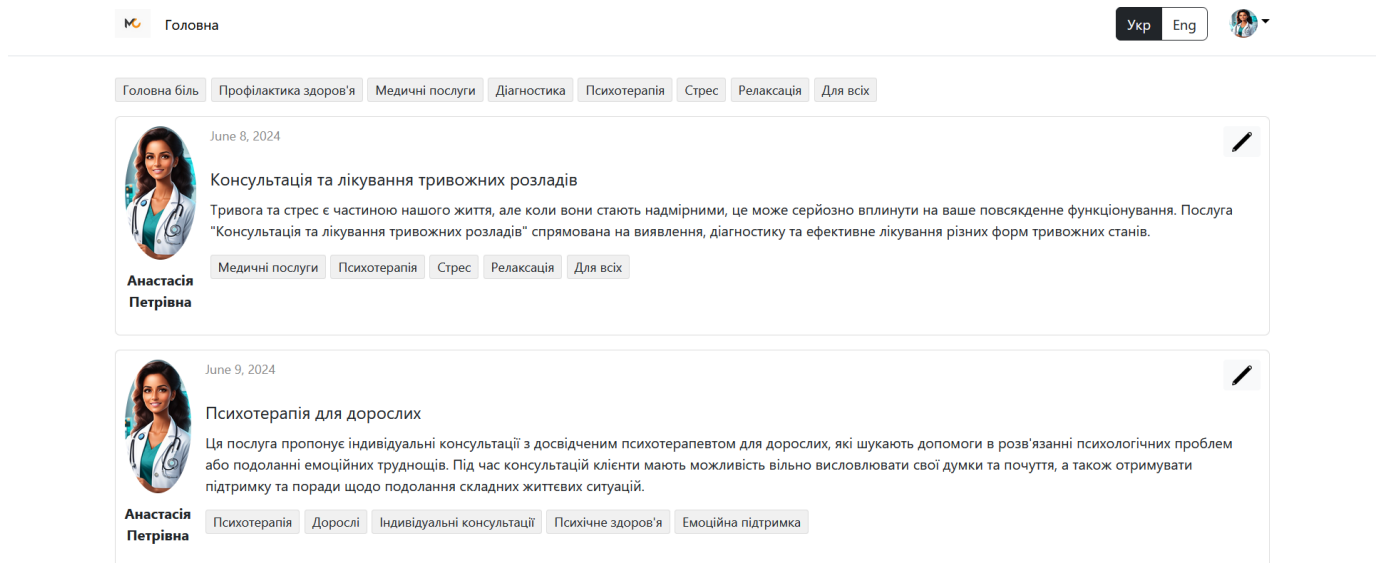 MC Головна Укр Eng
Головна біль Профілактика здоров'я Медичні послуги Діагностика Психотерапія Стрес Релаксація Для всіх
June 8, 2024
Консультація та лікування тривожних розладів
Тривога та стрес є частиною нашого життя, але коли вони стають надмірними, це може серйозно вплинути на ваше повсякденне функціонування. Послуга
"Консультація та лікування тривожних розладів" спрямована на виявлення, діагностику та ефективне лікування різних форм тривожних станів.
Медичні послуги Психотерапія Стрес Релаксація Для всіх
Анастасія
Петрівна
June 9, 2024
Психотерапія для дорослих
Ця послуга пропонує індивідуальні консультації з досвідченим психотерапевтом для дорослих, які шукають допомоги в розв'язанні психологічних проблем
або подоланні емоційних труднощів. Під час консультацій клієнти мають можливість вільно висловлювати свої думки та почуття, а також отримувати
підтримку та поради щодо подолання складних життєвих ситуацій.
Психотерапія Дорослі Індивідуальні консультації Психічне здоров'я Емоційна підтримка
Анастасія
Петрівна